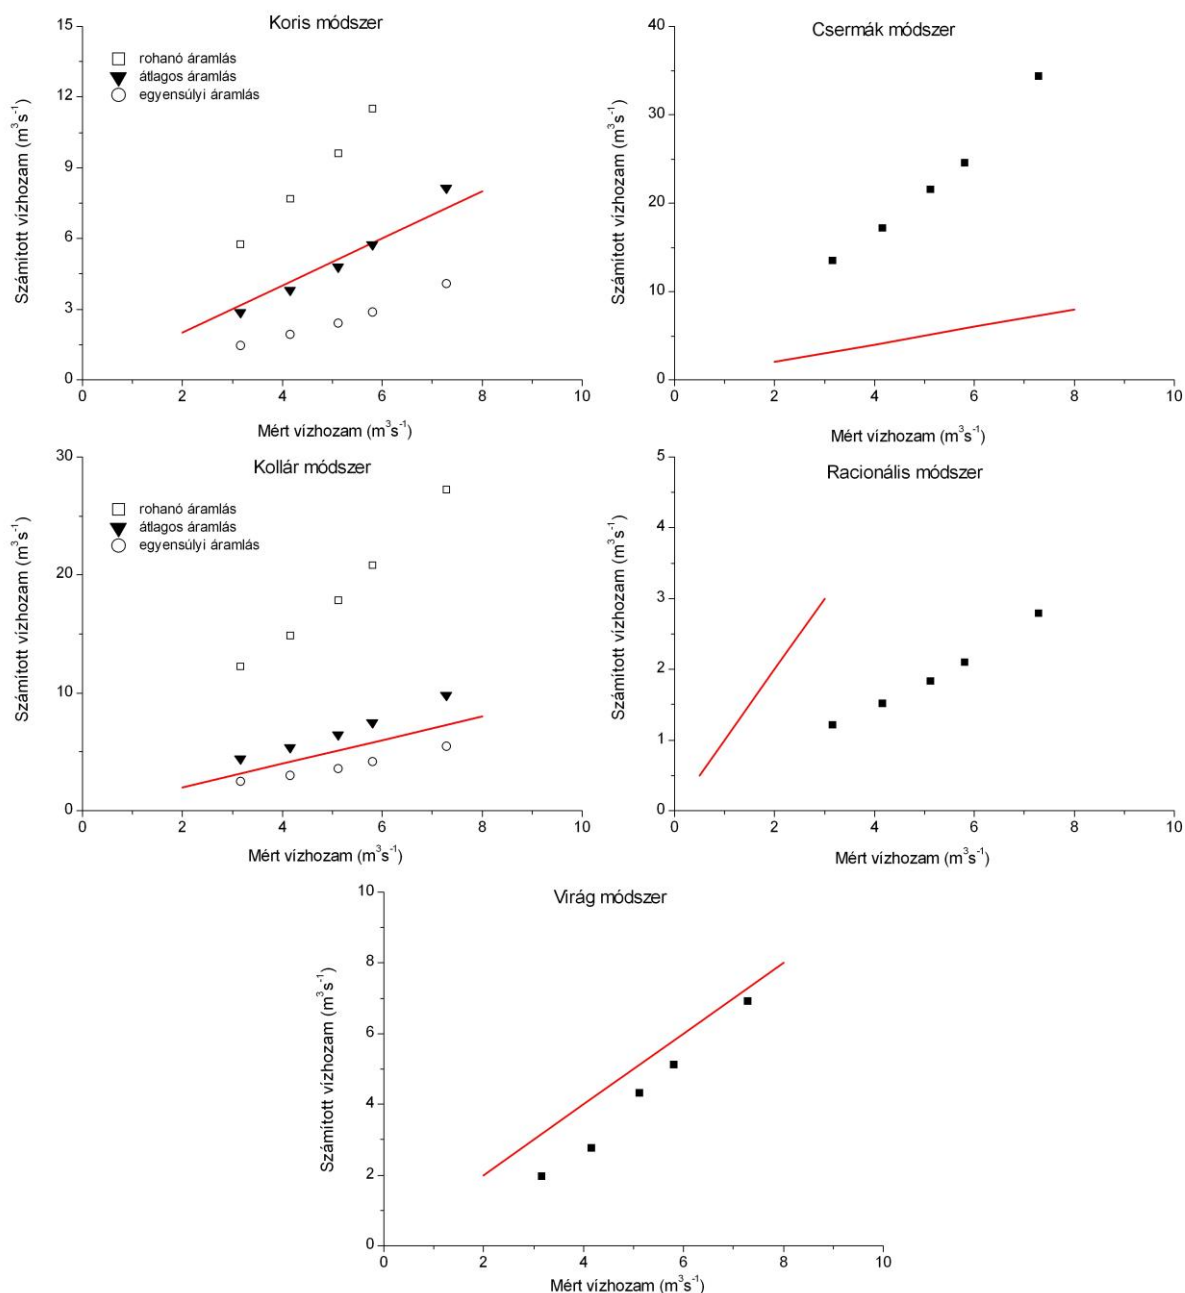 Koris módszer
rohanó áramlás
átlagos áramlás
egyensúlyi áramlás
Számított vízhozam (m³s⁻¹)
15
12
9
6
3
0
0 2 4 6 8 10
Mért vízhozam (m³s⁻¹)
Csermák módszer
Számított vízhozam (m³s⁻¹)
40
30
20
10
0
0 2 4 6 8 10
Mért vízhozam (m³s⁻¹)
Kollár módszer
rohanó áramlás
átlagos áramlás
egyensúlyi áramlás
Számított vízhozam (m³s⁻¹)
30
20
10
0
0 2 4 6 8 10
Mért vízhozam (m³s⁻¹)
Racionális módszer
Számított vízhozam (m³s⁻¹)
5
4
3
2
1
0
0 2 4 6 8 10
Mért vízhozam (m³s⁻¹)
Virág módszer
Számított vízhozam (m³s⁻¹)
10
8
6
4
2
0
0 2 4 6 8 10
Mért vízhozam (m³s⁻¹)